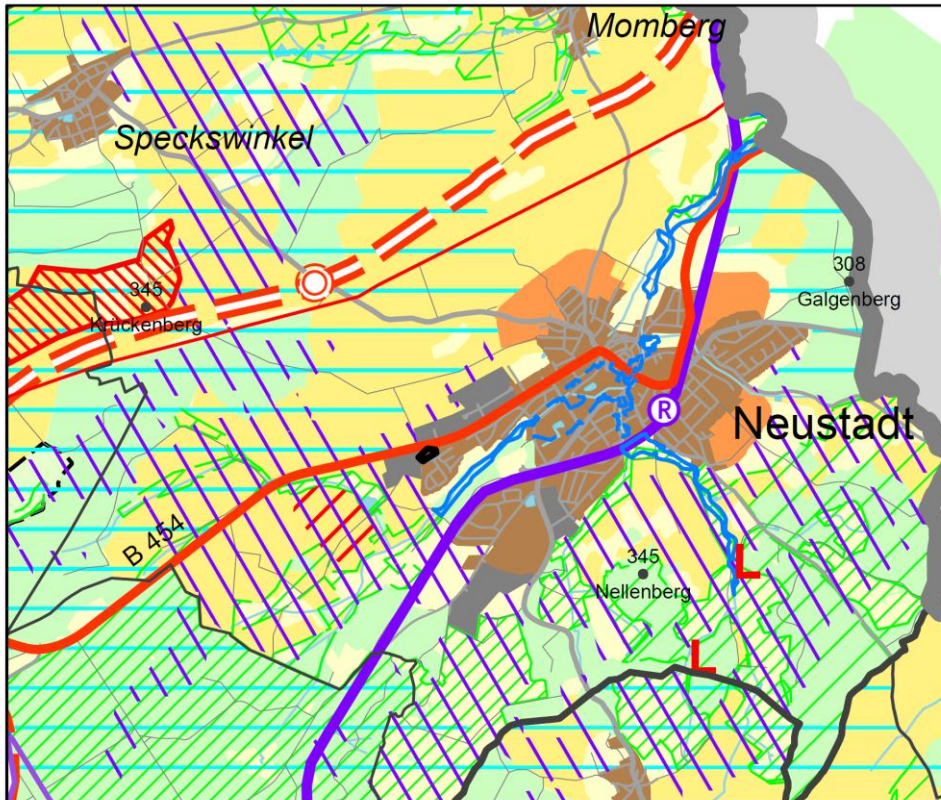 Momberg
Speckswinkel
345
Krückenberg
308
Galgenberg
R
Neustadt
B 454
345
Nellenberg
L
L